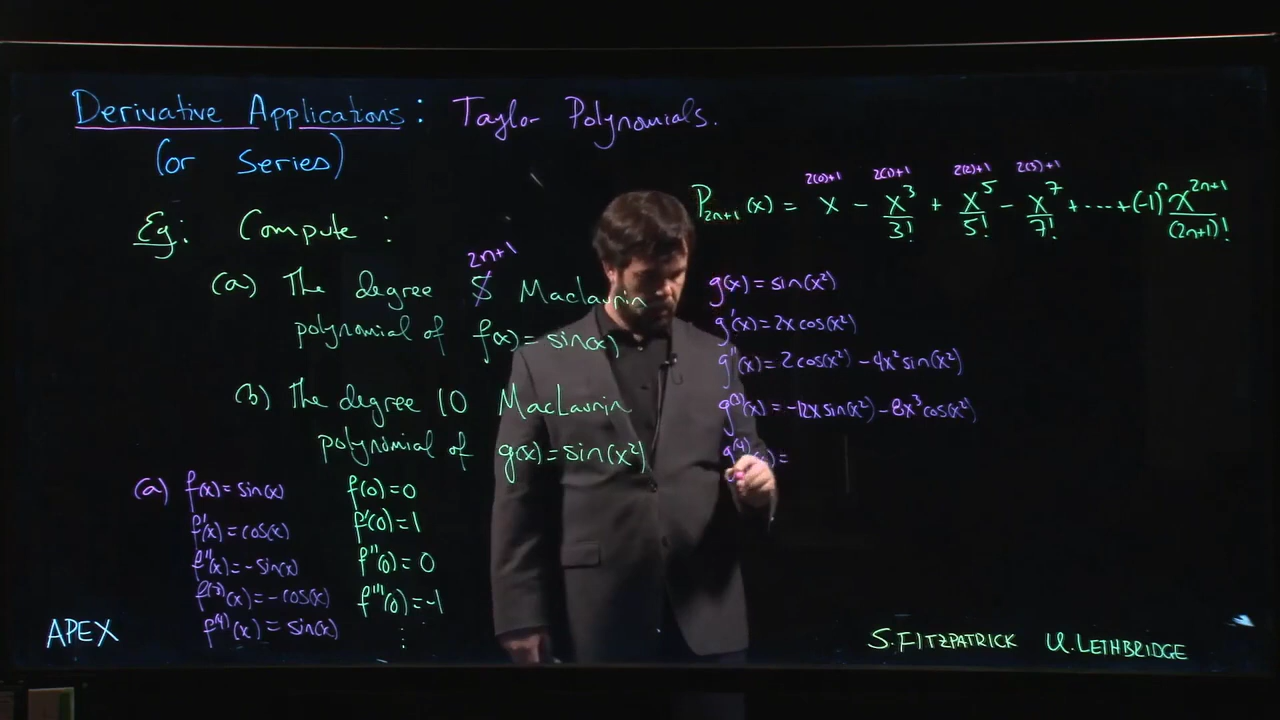 Derivative Applications: Taylor Polynomials.
(or Series)
Eg: Compute:
(a) The degree 5 2n+1 Maclaurin
polynomial of f(x) = sin(x)
(b) The degree 10 MacLaurin
polynomial of g(x) = sin(x²)
(a) f(x) = sin(x) f(0) = 0
f'(x) = cos(x) f'(0) = 1
f''(x) = -sin(x) f''(0) = 0
f⁽³⁾(x) = -cos(x) f'''(0) = -1
f⁽⁴⁾(x) = sin(x) ⋮
2(0)+1 2(1)+1 2(2)+1 2(3)+1
P₂ₙ₊₁(x) = x - x³/3! + x⁵/5! - x⁷/7! + ··· + (-1)ⁿ x²ⁿ⁺¹/(2n+1)!
g(x) = sin(x²)
g'(x) = 2x cos(x²)
g''(x) = 2cos(x²) - 4x² sin(x²)
g⁽³⁾(x) = -12x sin(x²) - 8x³ cos(x²)
g⁽⁴⁾(x) =
APEX
S. FITZPATRICK U. LETHBRIDGE